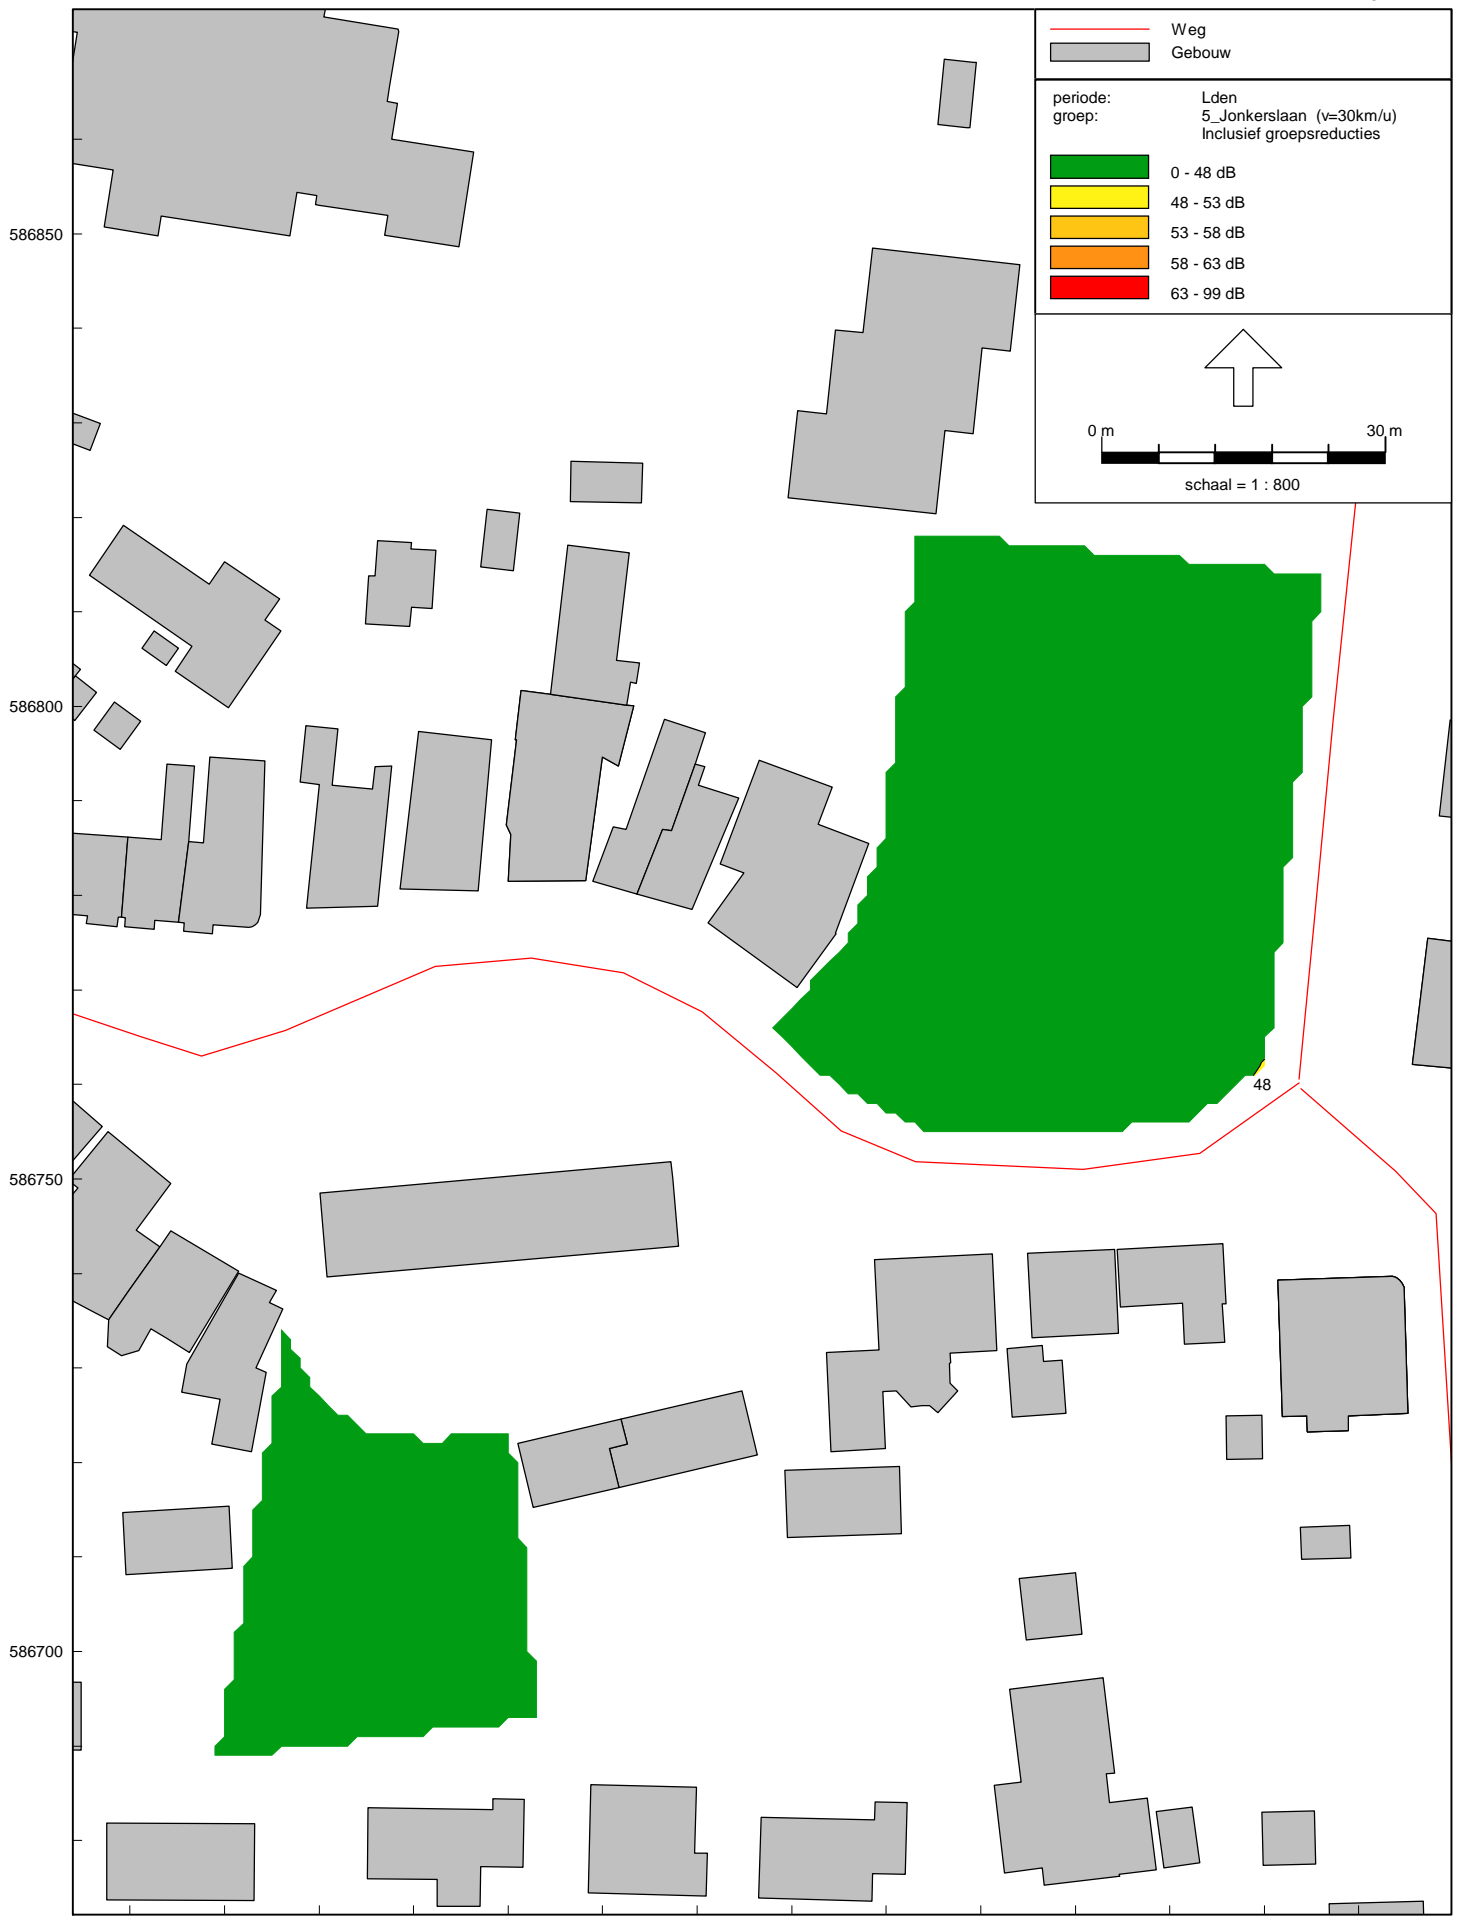 Weg
Gebouw
periode: Lden
groep: 5_Jonkerslaan (v=30km/u)
Inclusief groepsreducties
0 - 48 dB
48 - 53 dB
53 - 58 dB
58 - 63 dB
63 - 99 dB
0 m 30 m
schaal = 1 : 800
586850
586800
48
586750
586700